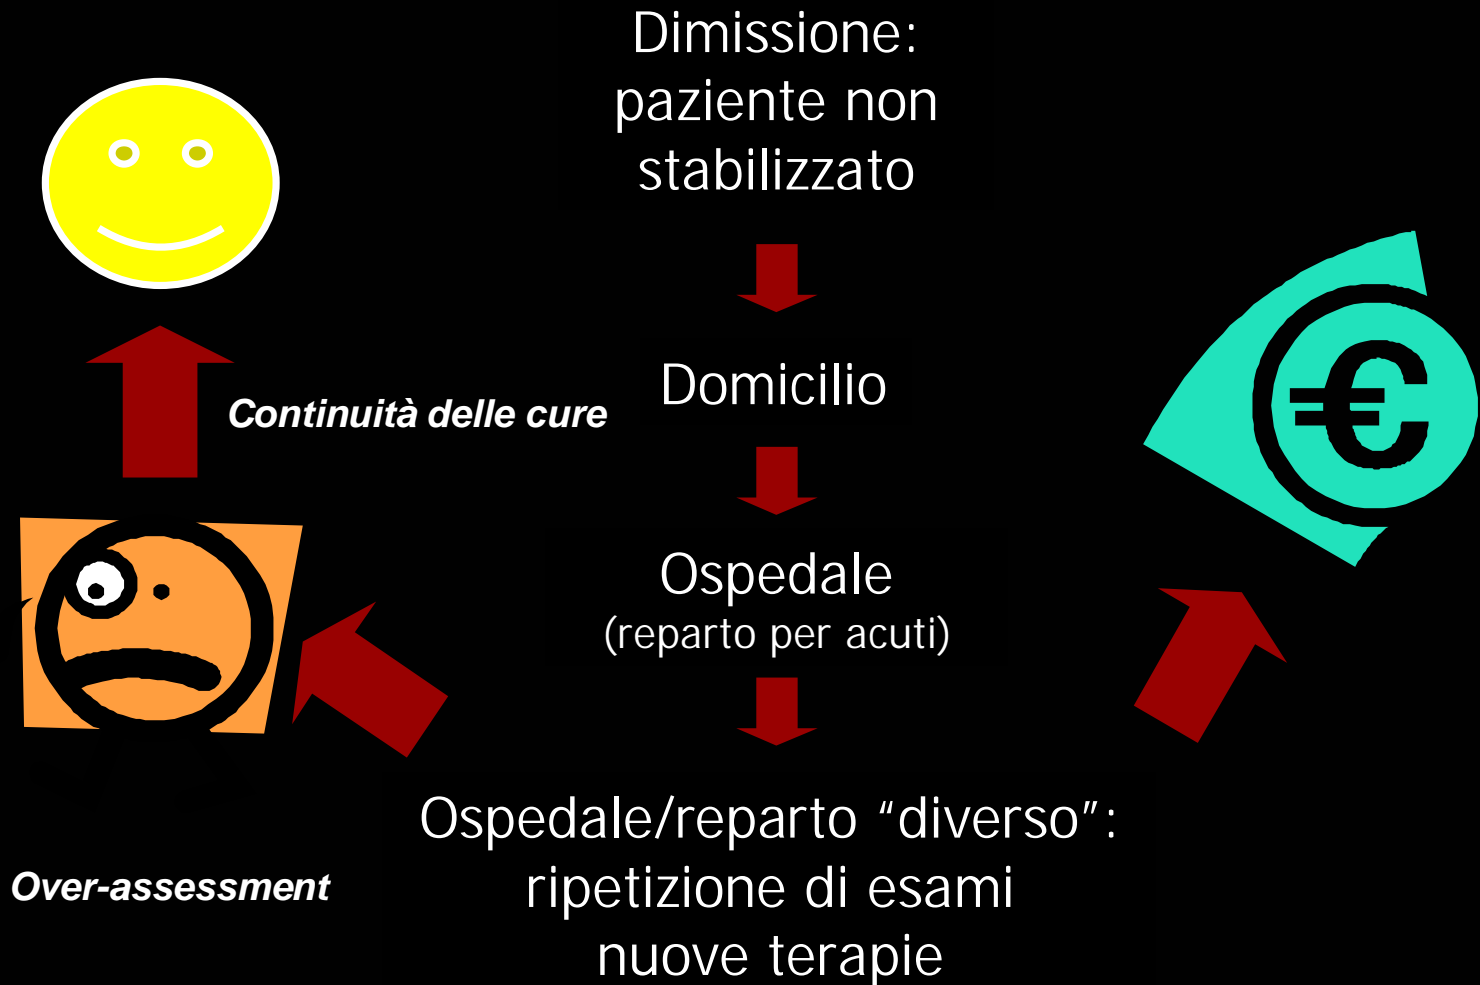 Dimissione:
paziente non
stabilizzato
Domicilio
Continuità delle cure
Ospedale
(reparto per acuti)
Ospedale/reparto “diverso”:
ripetizione di esami
nuove terapie
Over-assessment
€